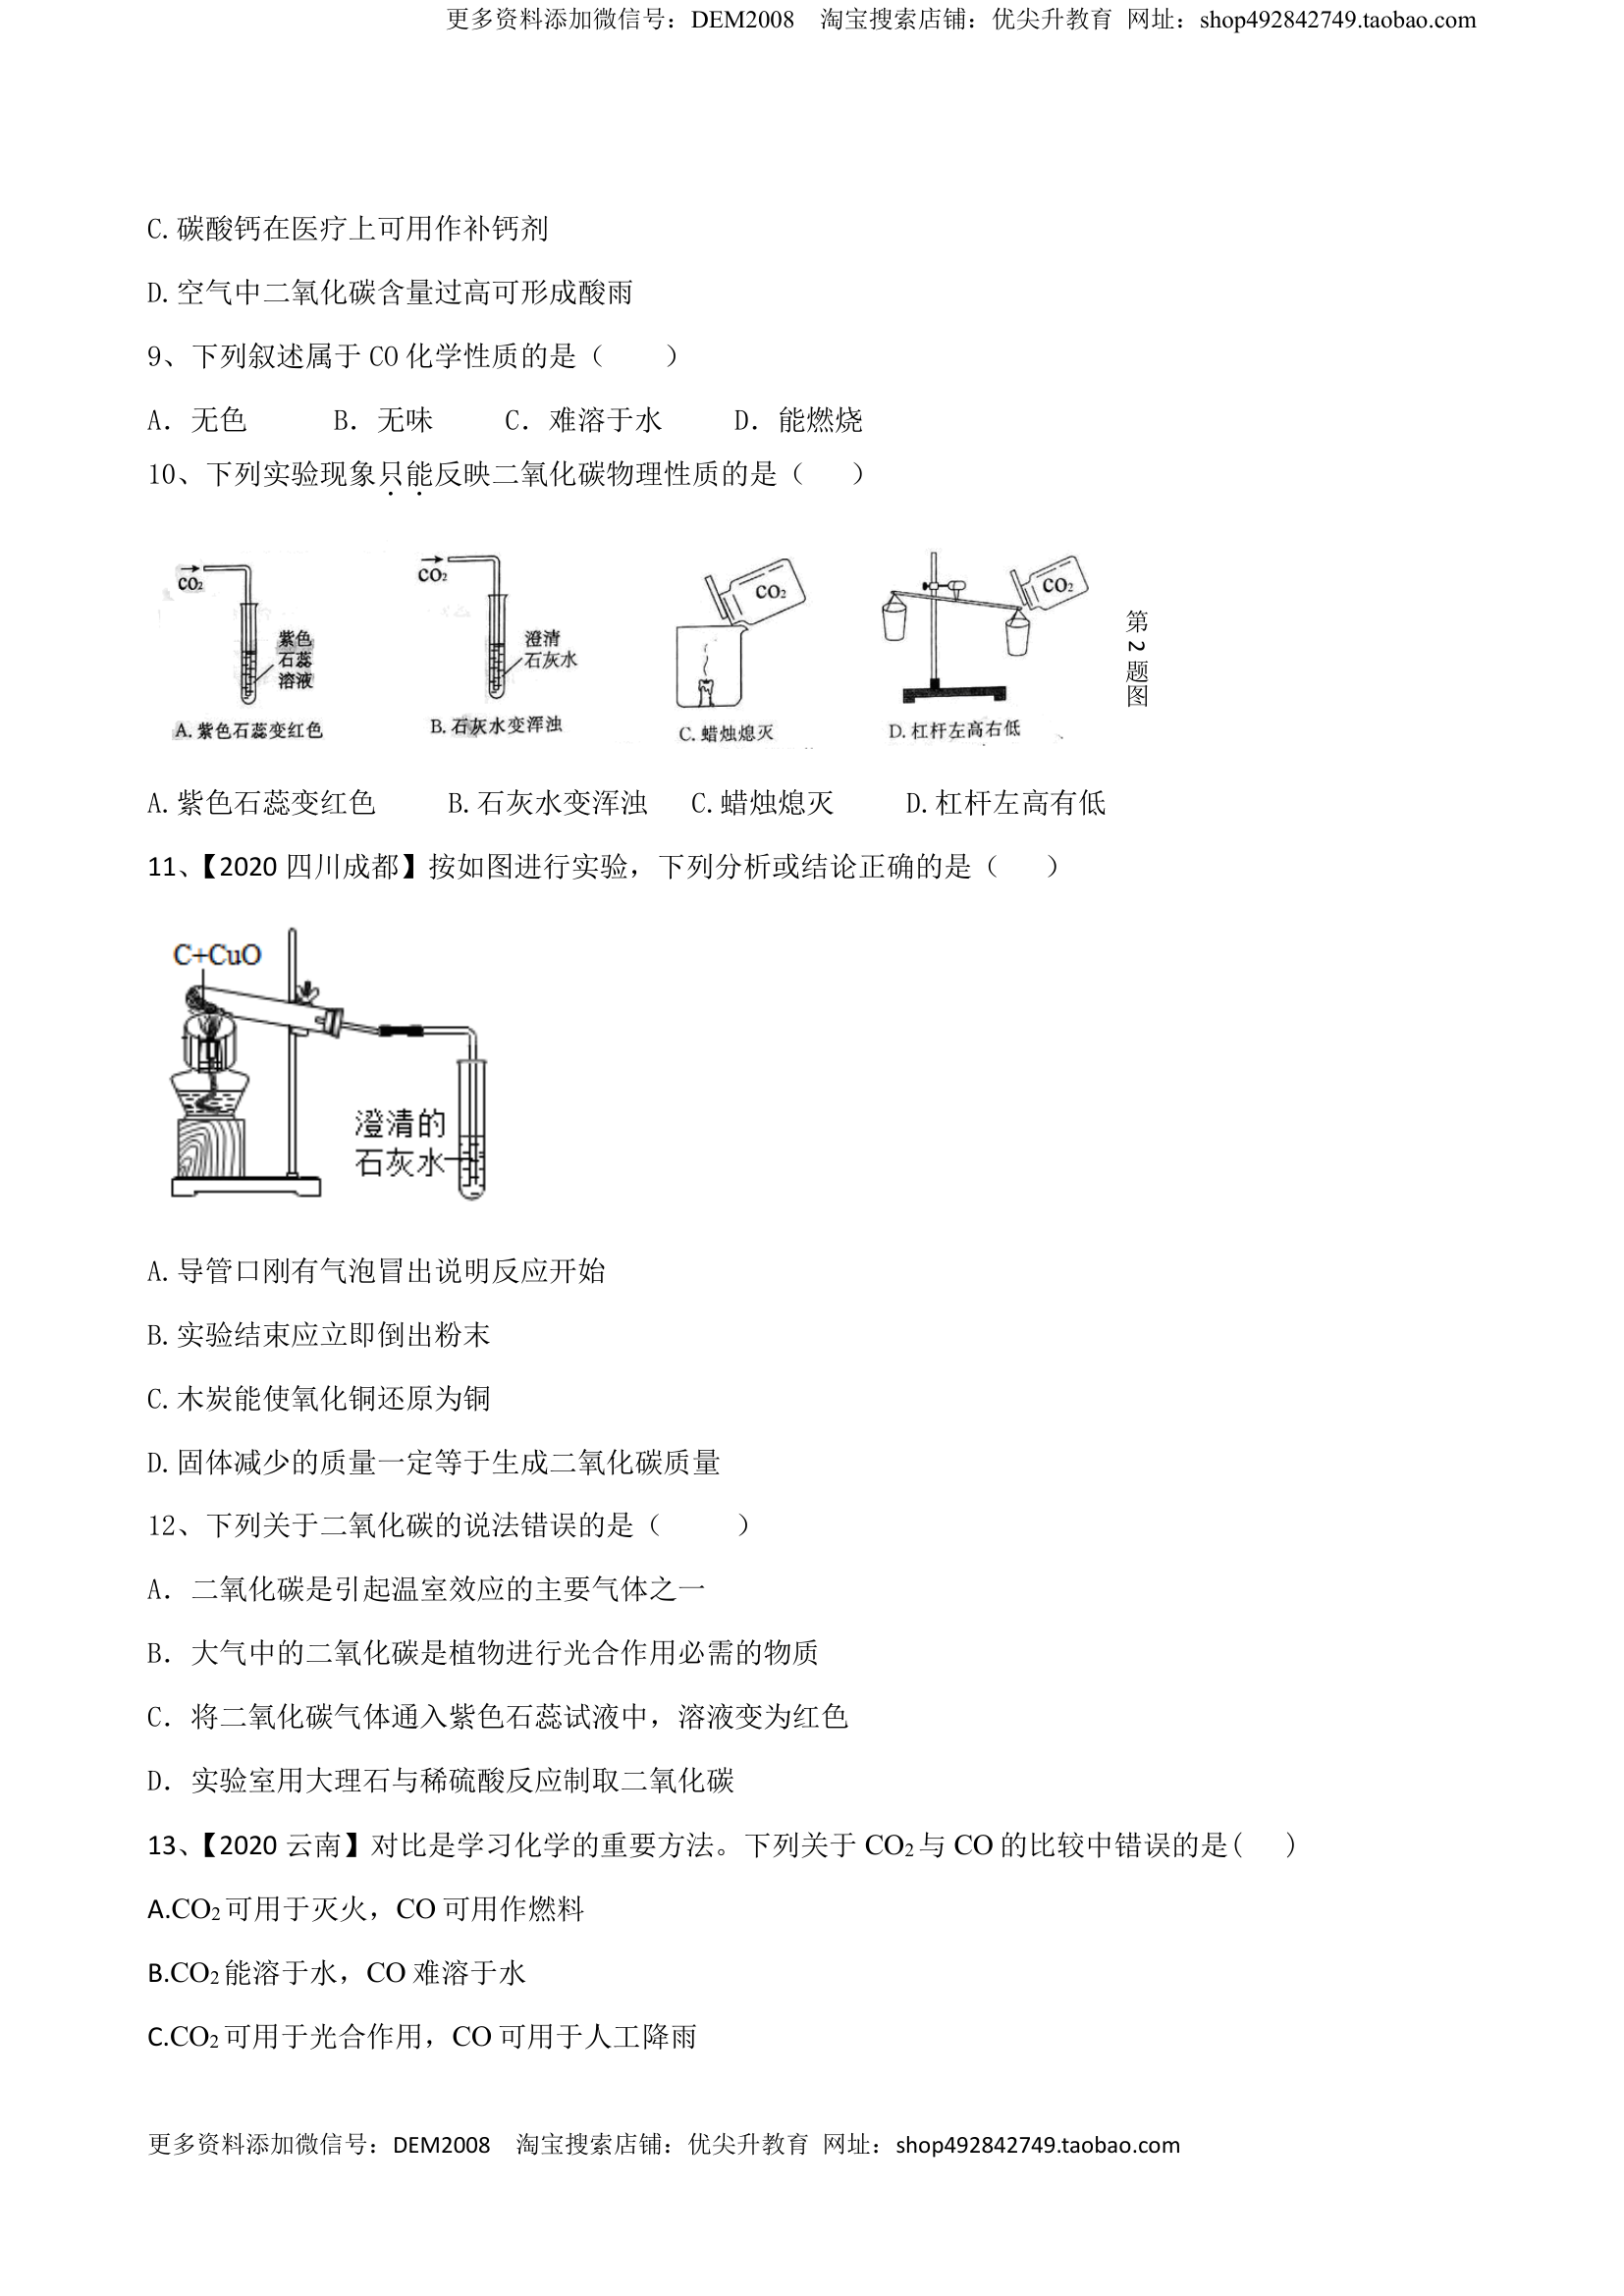 更多资料添加微信号：DEM2008　淘宝搜索店铺：优尖升教育 网址：shop492842749.taobao.com
C.碳酸钙在医疗上可用作补钙剂
D.空气中二氧化碳含量过高可形成酸雨
9、下列叙述属于 CO 化学性质的是（　　）
A．无色　　B．无味　　C．难溶于水　　D．能燃烧
10、下列实验现象只能反映二氧化碳物理性质的是（　　）
CO₂ CO₂ CO₂ CO₂
紫色石蕊溶液 澄清石灰水
第2题图
A.紫色石蕊变红色 B.石灰水变浑浊 C.蜡烛熄灭 D.杠杆左高右低
A.紫色石蕊变红色　　B.石灰水变浑浊　C.蜡烛熄灭　　D.杠杆左高有低
11、【2020 四川成都】按如图进行实验，下列分析或结论正确的是（　　）
C+CuO
澄清的
石灰水
A.导管口刚有气泡冒出说明反应开始
B.实验结束应立即倒出粉末
C.木炭能使氧化铜还原为铜
D.固体减少的质量一定等于生成二氧化碳质量
12、下列关于二氧化碳的说法错误的是（　　）
A．二氧化碳是引起温室效应的主要气体之一
B．大气中的二氧化碳是植物进行光合作用必需的物质
C．将二氧化碳气体通入紫色石蕊试液中，溶液变为红色
D．实验室用大理石与稀硫酸反应制取二氧化碳
13、【2020 云南】对比是学习化学的重要方法。下列关于 CO₂与 CO 的比较中错误的是(　　)
A.CO₂可用于灭火，CO 可用作燃料
B.CO₂能溶于水，CO 难溶于水
C.CO₂可用于光合作用，CO 可用于人工降雨
更多资料添加微信号：DEM2008　淘宝搜索店铺：优尖升教育 网址：shop492842749.taobao.com